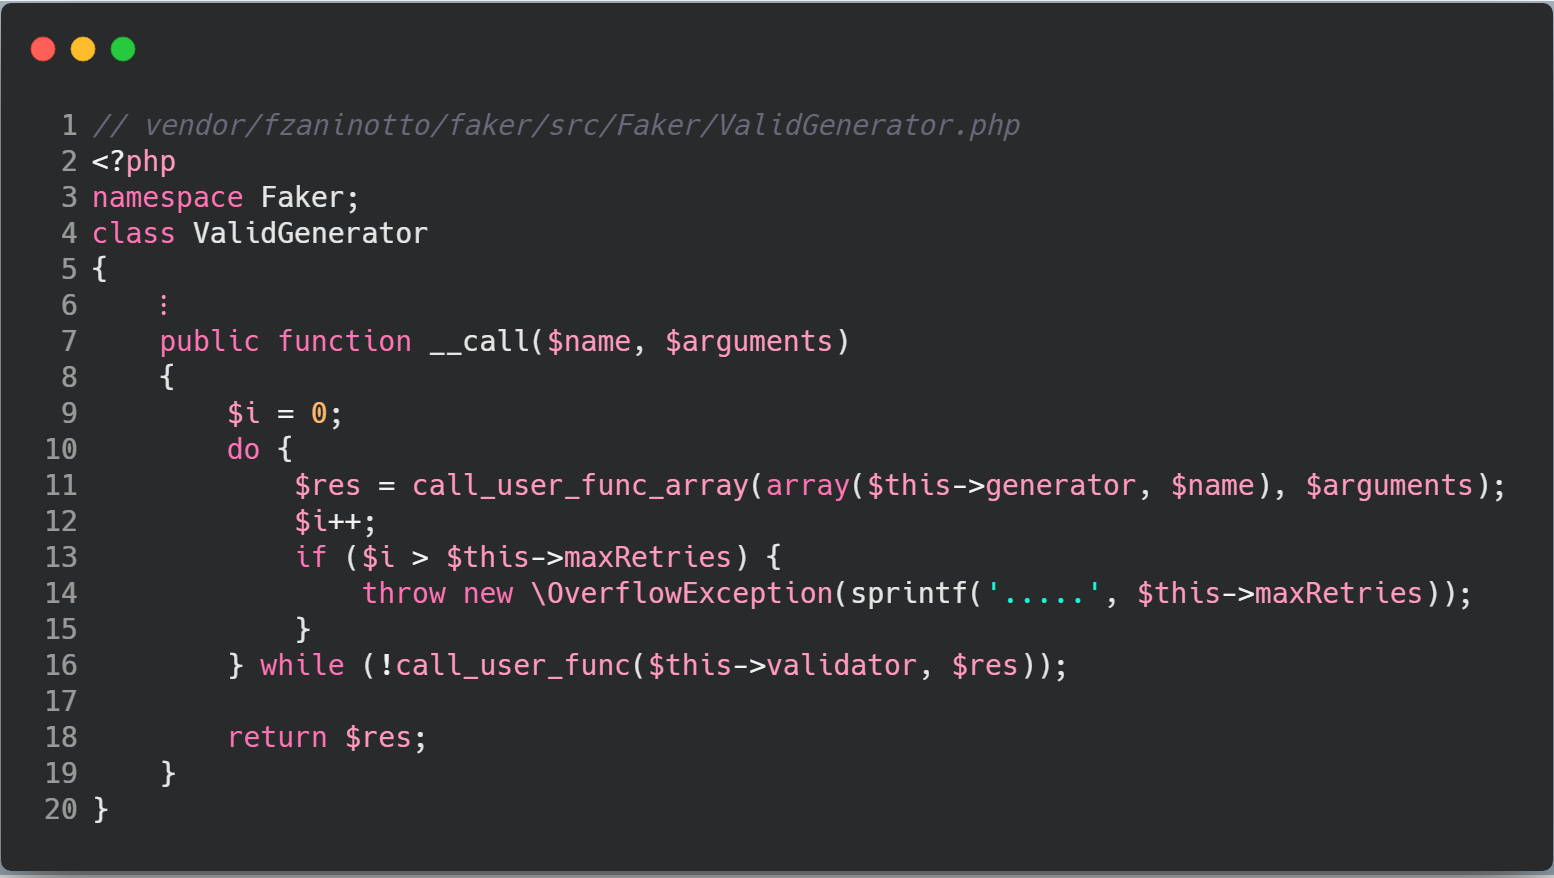 1 // vendor/fzaninotto/faker/src/Faker/ValidGenerator.php
2 <?php
3 namespace Faker;
4 class ValidGenerator
5 {
6     ⋮
7     public function __call($name, $arguments)
8     {
9         $i = 0;
10         do {
11             $res = call_user_func_array(array($this->generator, $name), $arguments);
12             $i++;
13             if ($i > $this->maxRetries) {
14                 throw new \OverflowException(sprintf('.....', $this->maxRetries));
15             }
16         } while (!call_user_func($this->validator, $res));
17
18         return $res;
19     }
20 }